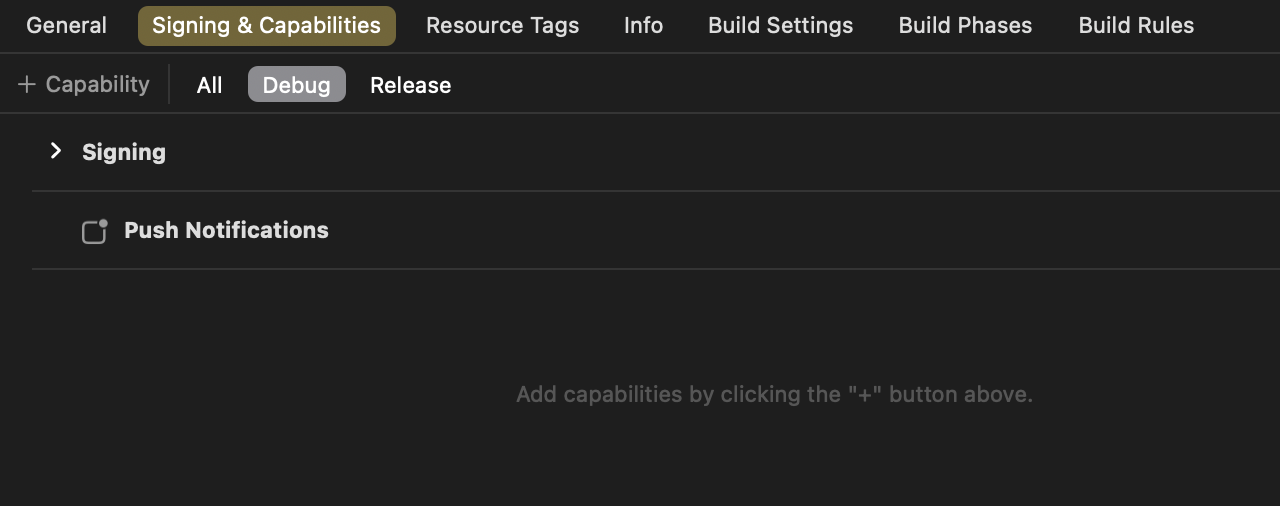 General Signing & Capabilities Resource Tags Info Build Settings Build Phases Build Rules
+ Capability All Debug Release
Signing
Push Notifications
Add capabilities by clicking the "+" button above.